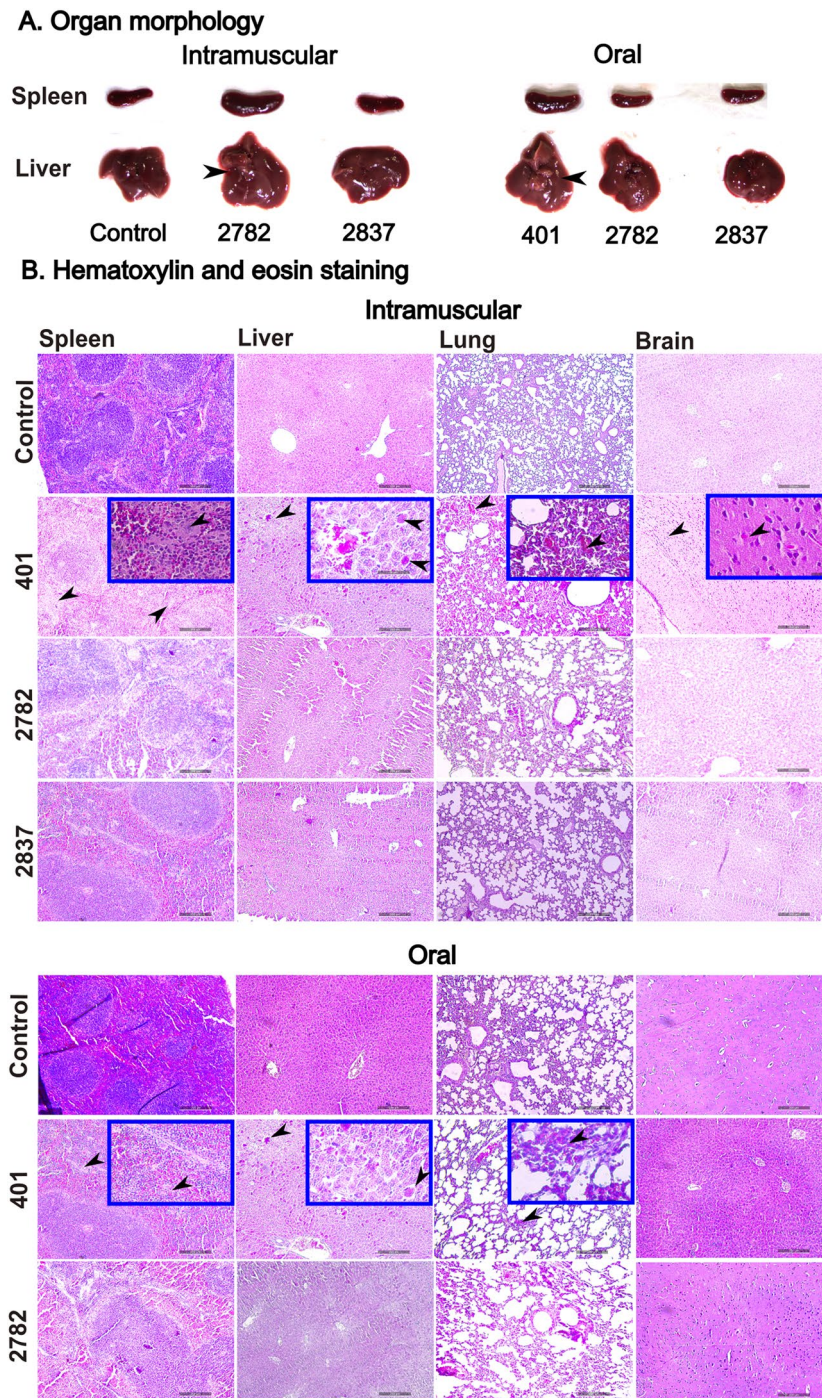 A. Organ morphology
Intramuscular Oral
Spleen
Liver
Control 2782 2837 401 2782 2837
B. Hematoxylin and eosin staining
Intramuscular
Spleen Liver Lung Brain
Control
401
2782
2837
Oral
Control
401
2782